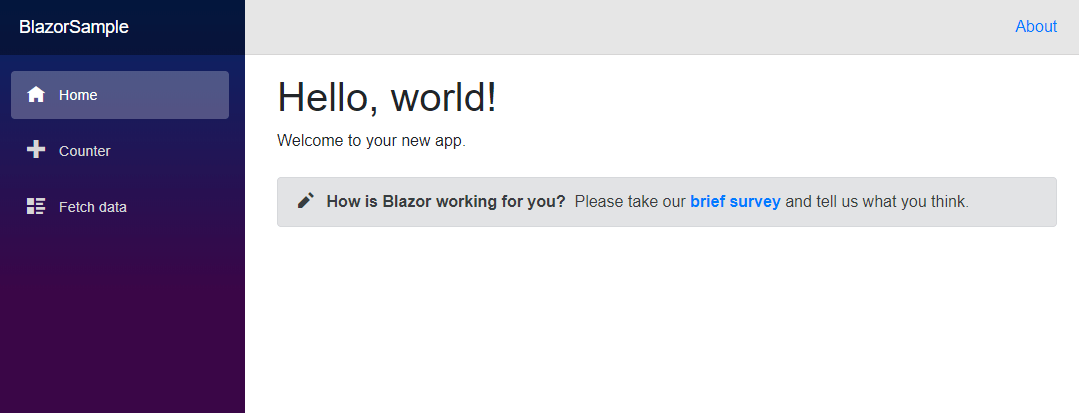 BlazorSample
About
Home
Counter
Fetch data
Hello, world!
Welcome to your new app.
How is Blazor working for you? Please take our brief survey and tell us what you think.